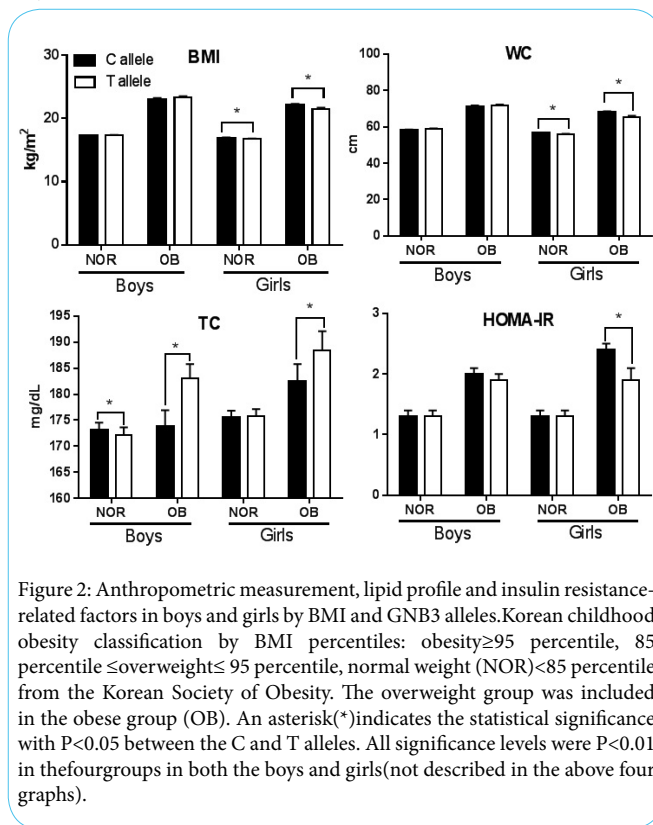 BMI
C allele
T allele
kg/m²
30
20
10
0
*
*
NOR OB NOR OB
Boys Girls
WC
cm
100
80
60
40
20
0
*
*
NOR OB NOR OB
Boys Girls
TC
mg/dL
195
190
185
180
175
170
165
160
*
*
*
NOR OB NOR OB
Boys Girls
HOMA-IR
3
2
1
0
*
NOR OB NOR OB
Boys Girls
Figure 2: Anthropometric measurement, lipid profile and insulin resistance-
related factors in boys and girls by BMI and GNB3 alleles.Korean childhood
obesity classification by BMI percentiles: obesity≥95 percentile, 85
percentile ≤overweight≤ 95 percentile, normal weight (NOR)<85 percentile
from the Korean Society of Obesity. The overweight group was included
in the obese group (OB). An asterisk(*)indicates the statistical significance
with P<0.05 between the C and T alleles. All significance levels were P<0.01
in thefourgroups in both the boys and girls(not described in the above four
graphs).